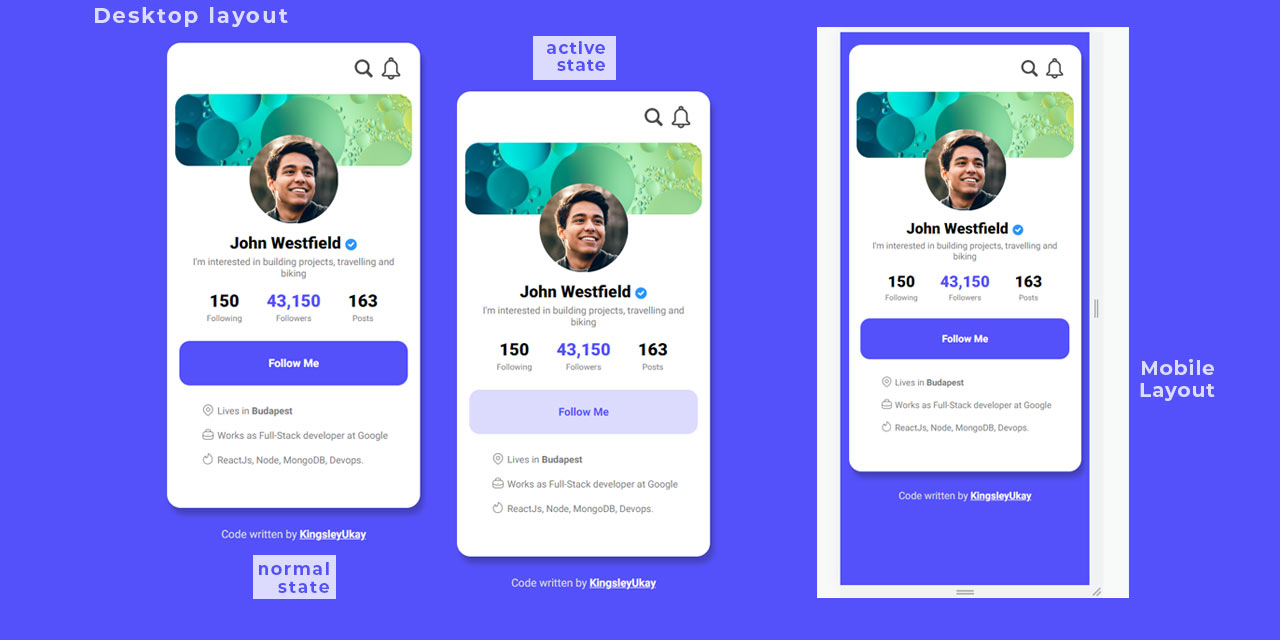 Desktop layout
John Westfield
I'm interested in building projects, travelling and
biking
150 43,150 163
Following Followers Posts
Follow Me
Lives in Budapest
Works as Full-Stack developer at Google
ReactJs, Node, MongoDB, Devops.
Code written by KingsleyUkay
normal
state
active
state
John Westfield
I'm interested in building projects, travelling and
biking
150 43,150 163
Following Followers Posts
Follow Me
Lives in Budapest
Works as Full-Stack developer at Google
ReactJs, Node, MongoDB, Devops.
Code written by KingsleyUkay
John Westfield
I'm interested in building projects, travelling and
biking
150 43,150 163
Following Followers Posts
Follow Me
Lives in Budapest
Works as Full-Stack developer at Google
ReactJs, Node, MongoDB, Devops.
Code written by KingsleyUkay
Mobile
Layout